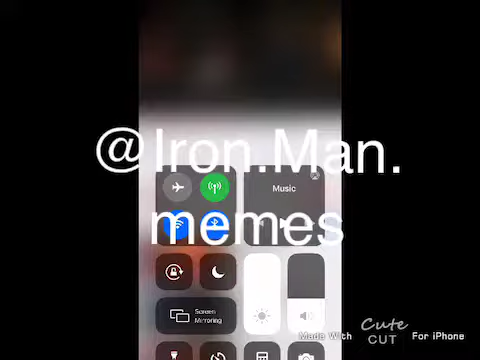 @Iron.Man.
Music
memes
Screen
Mirroring
Made With Cute CUT For iPhone